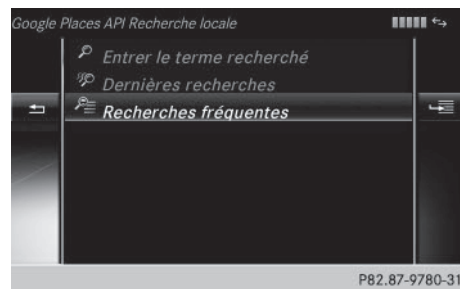 Google Places API Recherche locale
Entrer le terme recherché
Dernières recherches
Recherches fréquentes
P82.87-9780-31